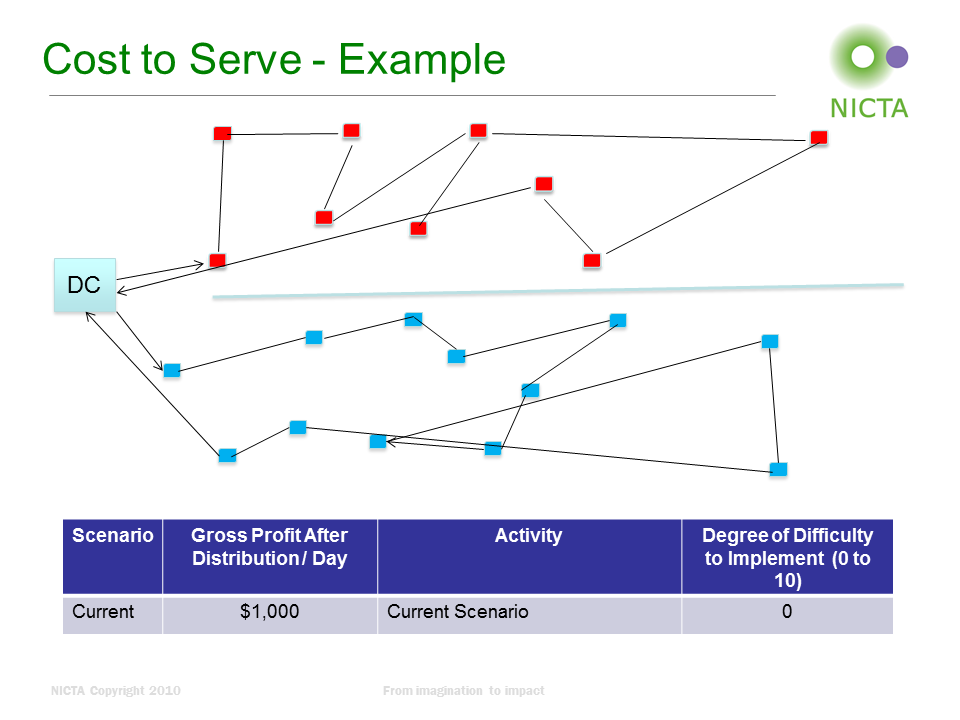 Cost to Serve - Example
NICTA
DC
Scenario
Gross Profit After
Distribution / Day
Activity
Degree of Difficulty
to Implement (0 to
10)
Current
$1,000
Current Scenario
0
NICTA Copyright 2010
From imagination to impact